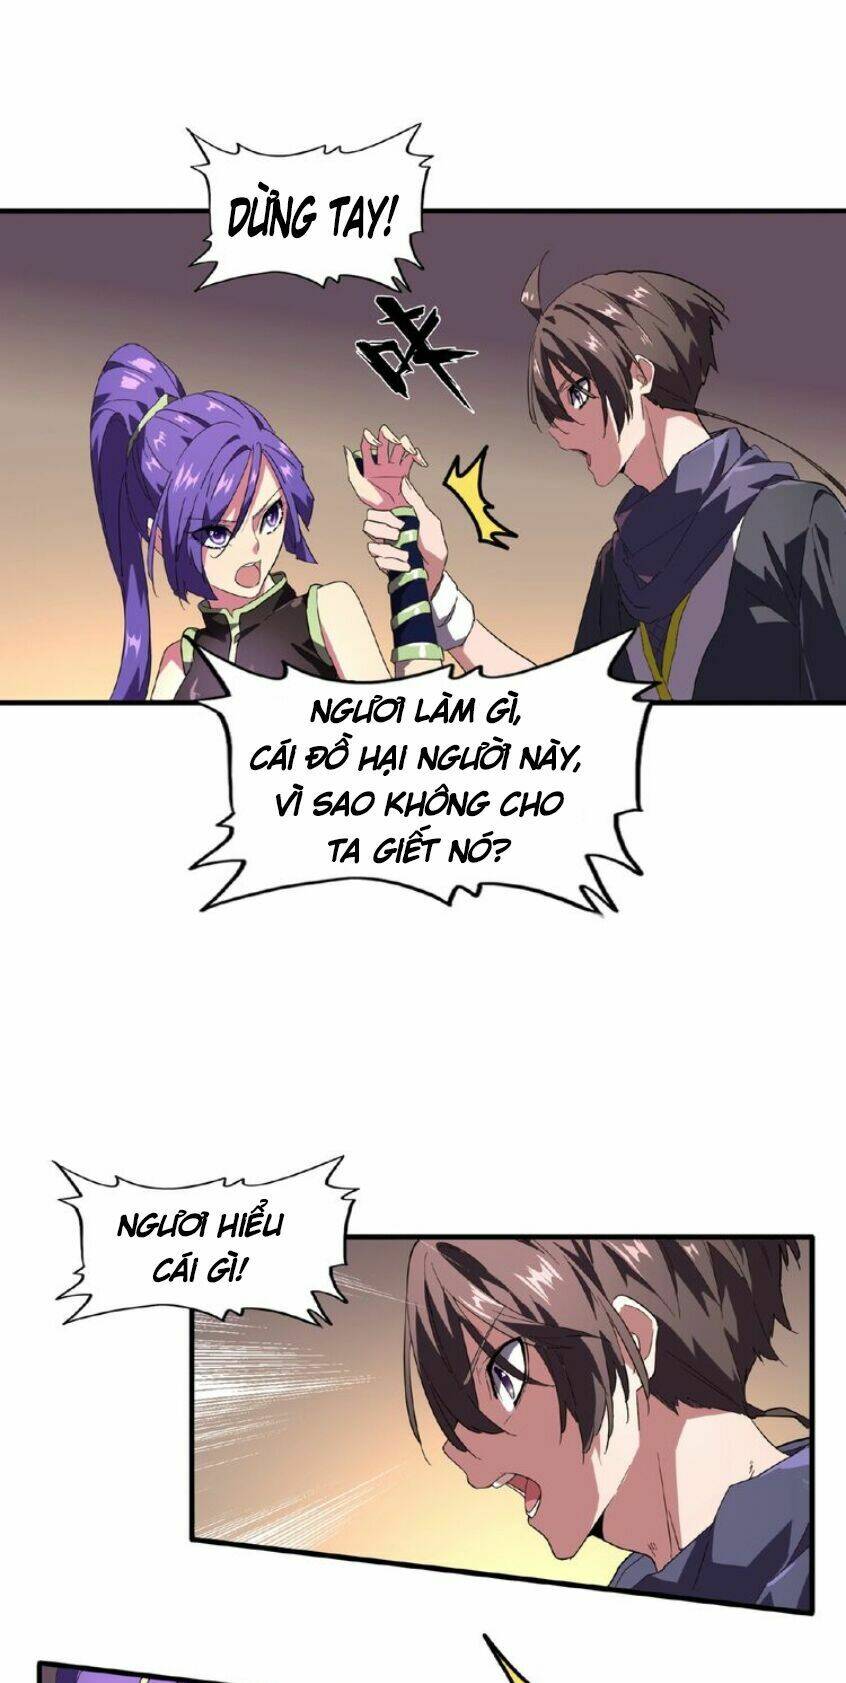 DỪNG TAY!
NGƯƠI LÀM GÌ,
CÁI ĐỒ HẠI NGƯỜI NÀY,
VÌ SAO KHÔNG CHO
TA GIẾT NÓ?
NGƯƠI HIỂU
CÁI GÌ!